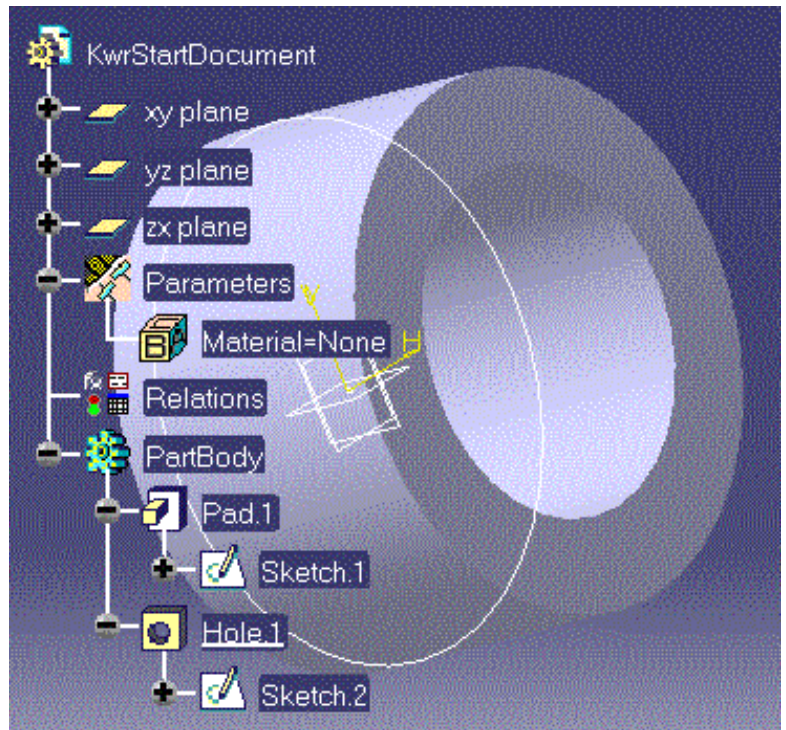 KwrStartDocument
xy plane
yz plane
zx plane
Parameters
V
Material=None H
Relations
PartBody
Pad.1
Sketch.1
Hole.1
Sketch.2